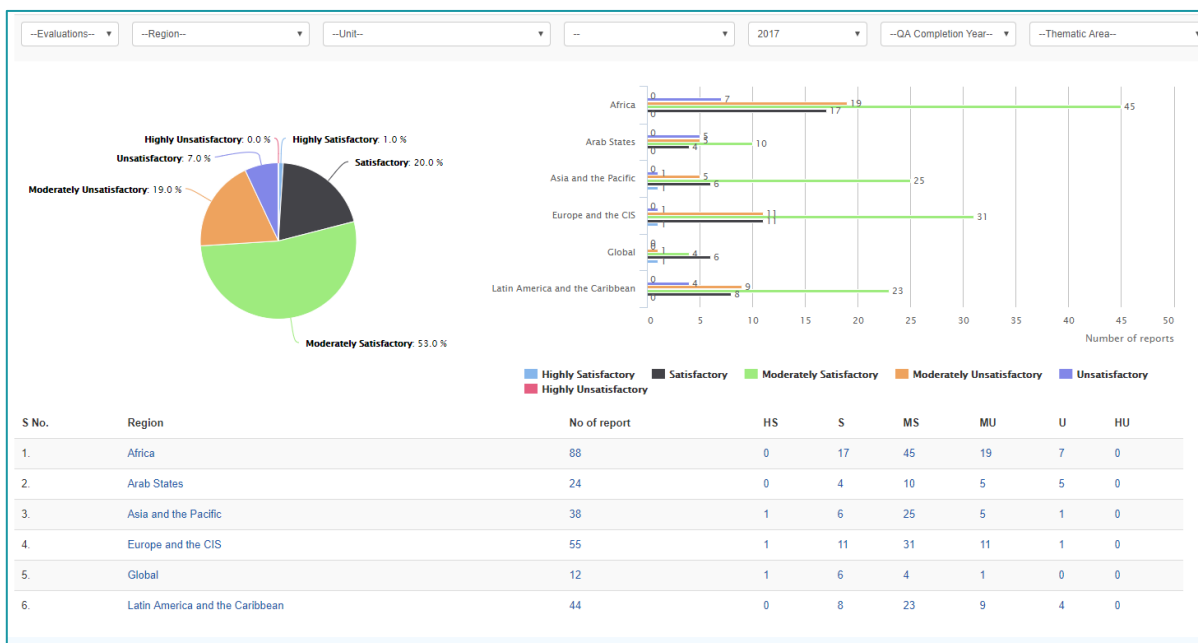 --Evaluations-- --Region-- --Unit-- -- 2017 --QA Completion Year-- --Thematic Area--
Highly Unsatisfactory: 0.0 %
Highly Satisfactory: 1.0 %
Unsatisfactory: 7.0 %
Satisfactory: 20.0 %
Moderately Unsatisfactory: 19.0 %
Moderately Satisfactory: 53.0 %
Africa
0
7
19
45
17
0
Arab States
0
5
5
10
4
0
Asia and the Pacific
0
1
5
25
6
1
Europe and the CIS
0
1
11
31
11
1
Global
0
0
1
4
6
1
Latin America and the Caribbean
0
4
9
23
8
0
0 5 10 15 20 25 30 35 40 45 50
Number of reports
Highly Satisfactory Satisfactory Moderately Satisfactory Moderately Unsatisfactory Unsatisfactory
Highly Unsatisfactory
S No. Region No of report HS S MS MU U HU
1. Africa 88 0 17 45 19 7 0
2. Arab States 24 0 4 10 5 5 0
3. Asia and the Pacific 38 1 6 25 5 1 0
4. Europe and the CIS 55 1 11 31 11 1 0
5. Global 12 1 6 4 1 0 0
6. Latin America and the Caribbean 44 0 8 23 9 4 0